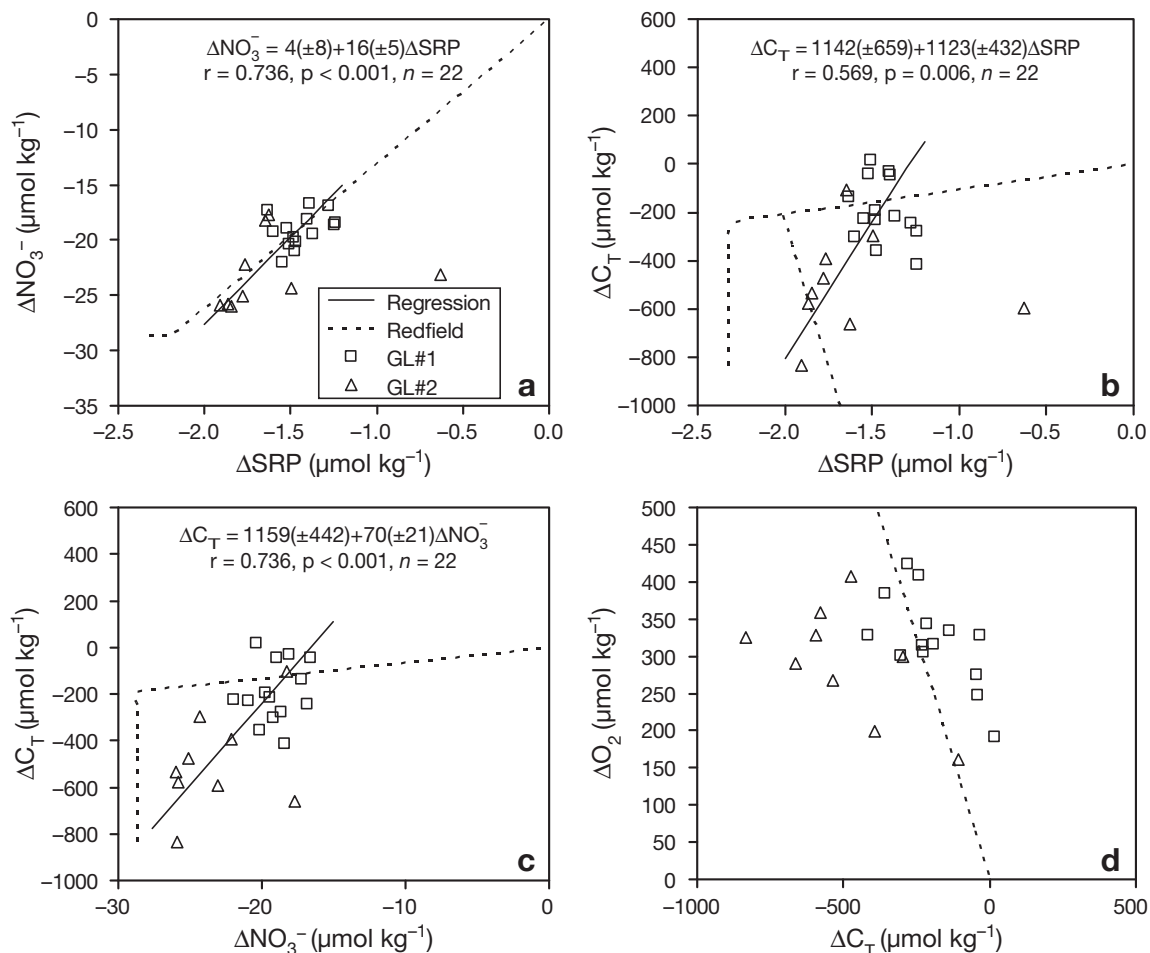 ΔNO₃⁻ = 4(±8)+16(±5)ΔSRP
r = 0.736, p < 0.001, n = 22
0
−5
−10
−15
−20
−25
−30
−35
ΔNO₃⁻ (µmol kg⁻¹)
Regression
Redfield
GL#1
GL#2
a
−2.5 −2.0 −1.5 −1.0 −0.5 0.0
ΔSRP (µmol kg⁻¹)
ΔC_T = 1142(±659)+1123(±432)ΔSRP
r = 0.569, p = 0.006, n = 22
600
400
200
0
−200
−400
−600
−800
−1000
ΔC_T (µmol kg⁻¹)
b
−2.5 −2.0 −1.5 −1.0 −0.5 0.0
ΔSRP (µmol kg⁻¹)
ΔC_T = 1159(±442)+70(±21)ΔNO₃⁻
r = 0.736, p < 0.001, n = 22
600
400
200
0
−200
−400
−600
−800
−1000
ΔC_T (µmol kg⁻¹)
c
−30 −20 −10 0
ΔNO₃⁻ (µmol kg⁻¹)
500
450
400
350
300
250
200
150
100
50
0
ΔO₂ (µmol kg⁻¹)
d
−1000 −500 0 500
ΔC_T (µmol kg⁻¹)